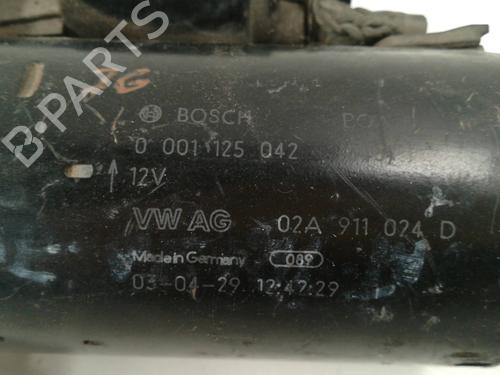 B-PARTS
BOSCH
0 001 125 042
12V
VW AG 02A 911 024 D
Made in Germany 089
03-04-29 12:47:29